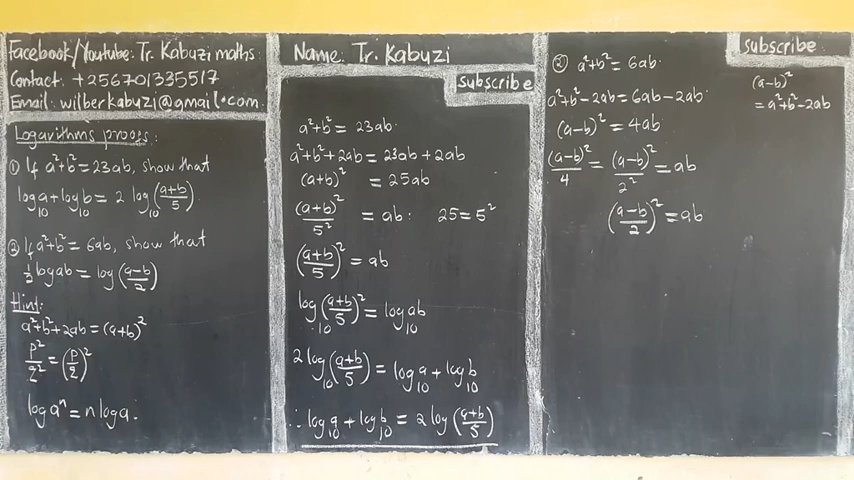 Facebook/Youtube: Tr. Kabuzi maths.
Contact: +256701335517
Email: wilberkabuzi@gmail.com
Logarithms proofs:
① If a²+b² = 23ab, show that
log₁₀a + log₁₀b = 2 log₁₀((a+b)/5)
② If a²+b² = 6ab, show that
½logab = log((a-b)/2)
Hint:
a²+b²+2ab = (a+b)²
p²/2² = (p/2)²
log aⁿ = n log a.
Name: Tr. Kabuzi
subscribe
a²+b² = 23ab.
a²+b²+2ab = 23ab + 2ab
(a+b)² = 25ab
(a+b)²/5² = ab. 25 = 5²
((a+b)/5)² = ab
log₁₀((a+b)/5)² = log₁₀ab
2 log₁₀((a+b)/5) = log₁₀a + log₁₀b
∴ log₁₀a + log₁₀b = 2 log((a+b)/5)
subscribe
② a²+b² = 6ab.
a²+b²-2ab = 6ab-2ab.
(a-b)² = 4ab
(a-b)²/4 = (a-b)²/2² = ab
((a-b)/2)² = ab
(a-b)²
= a²+b²-2ab